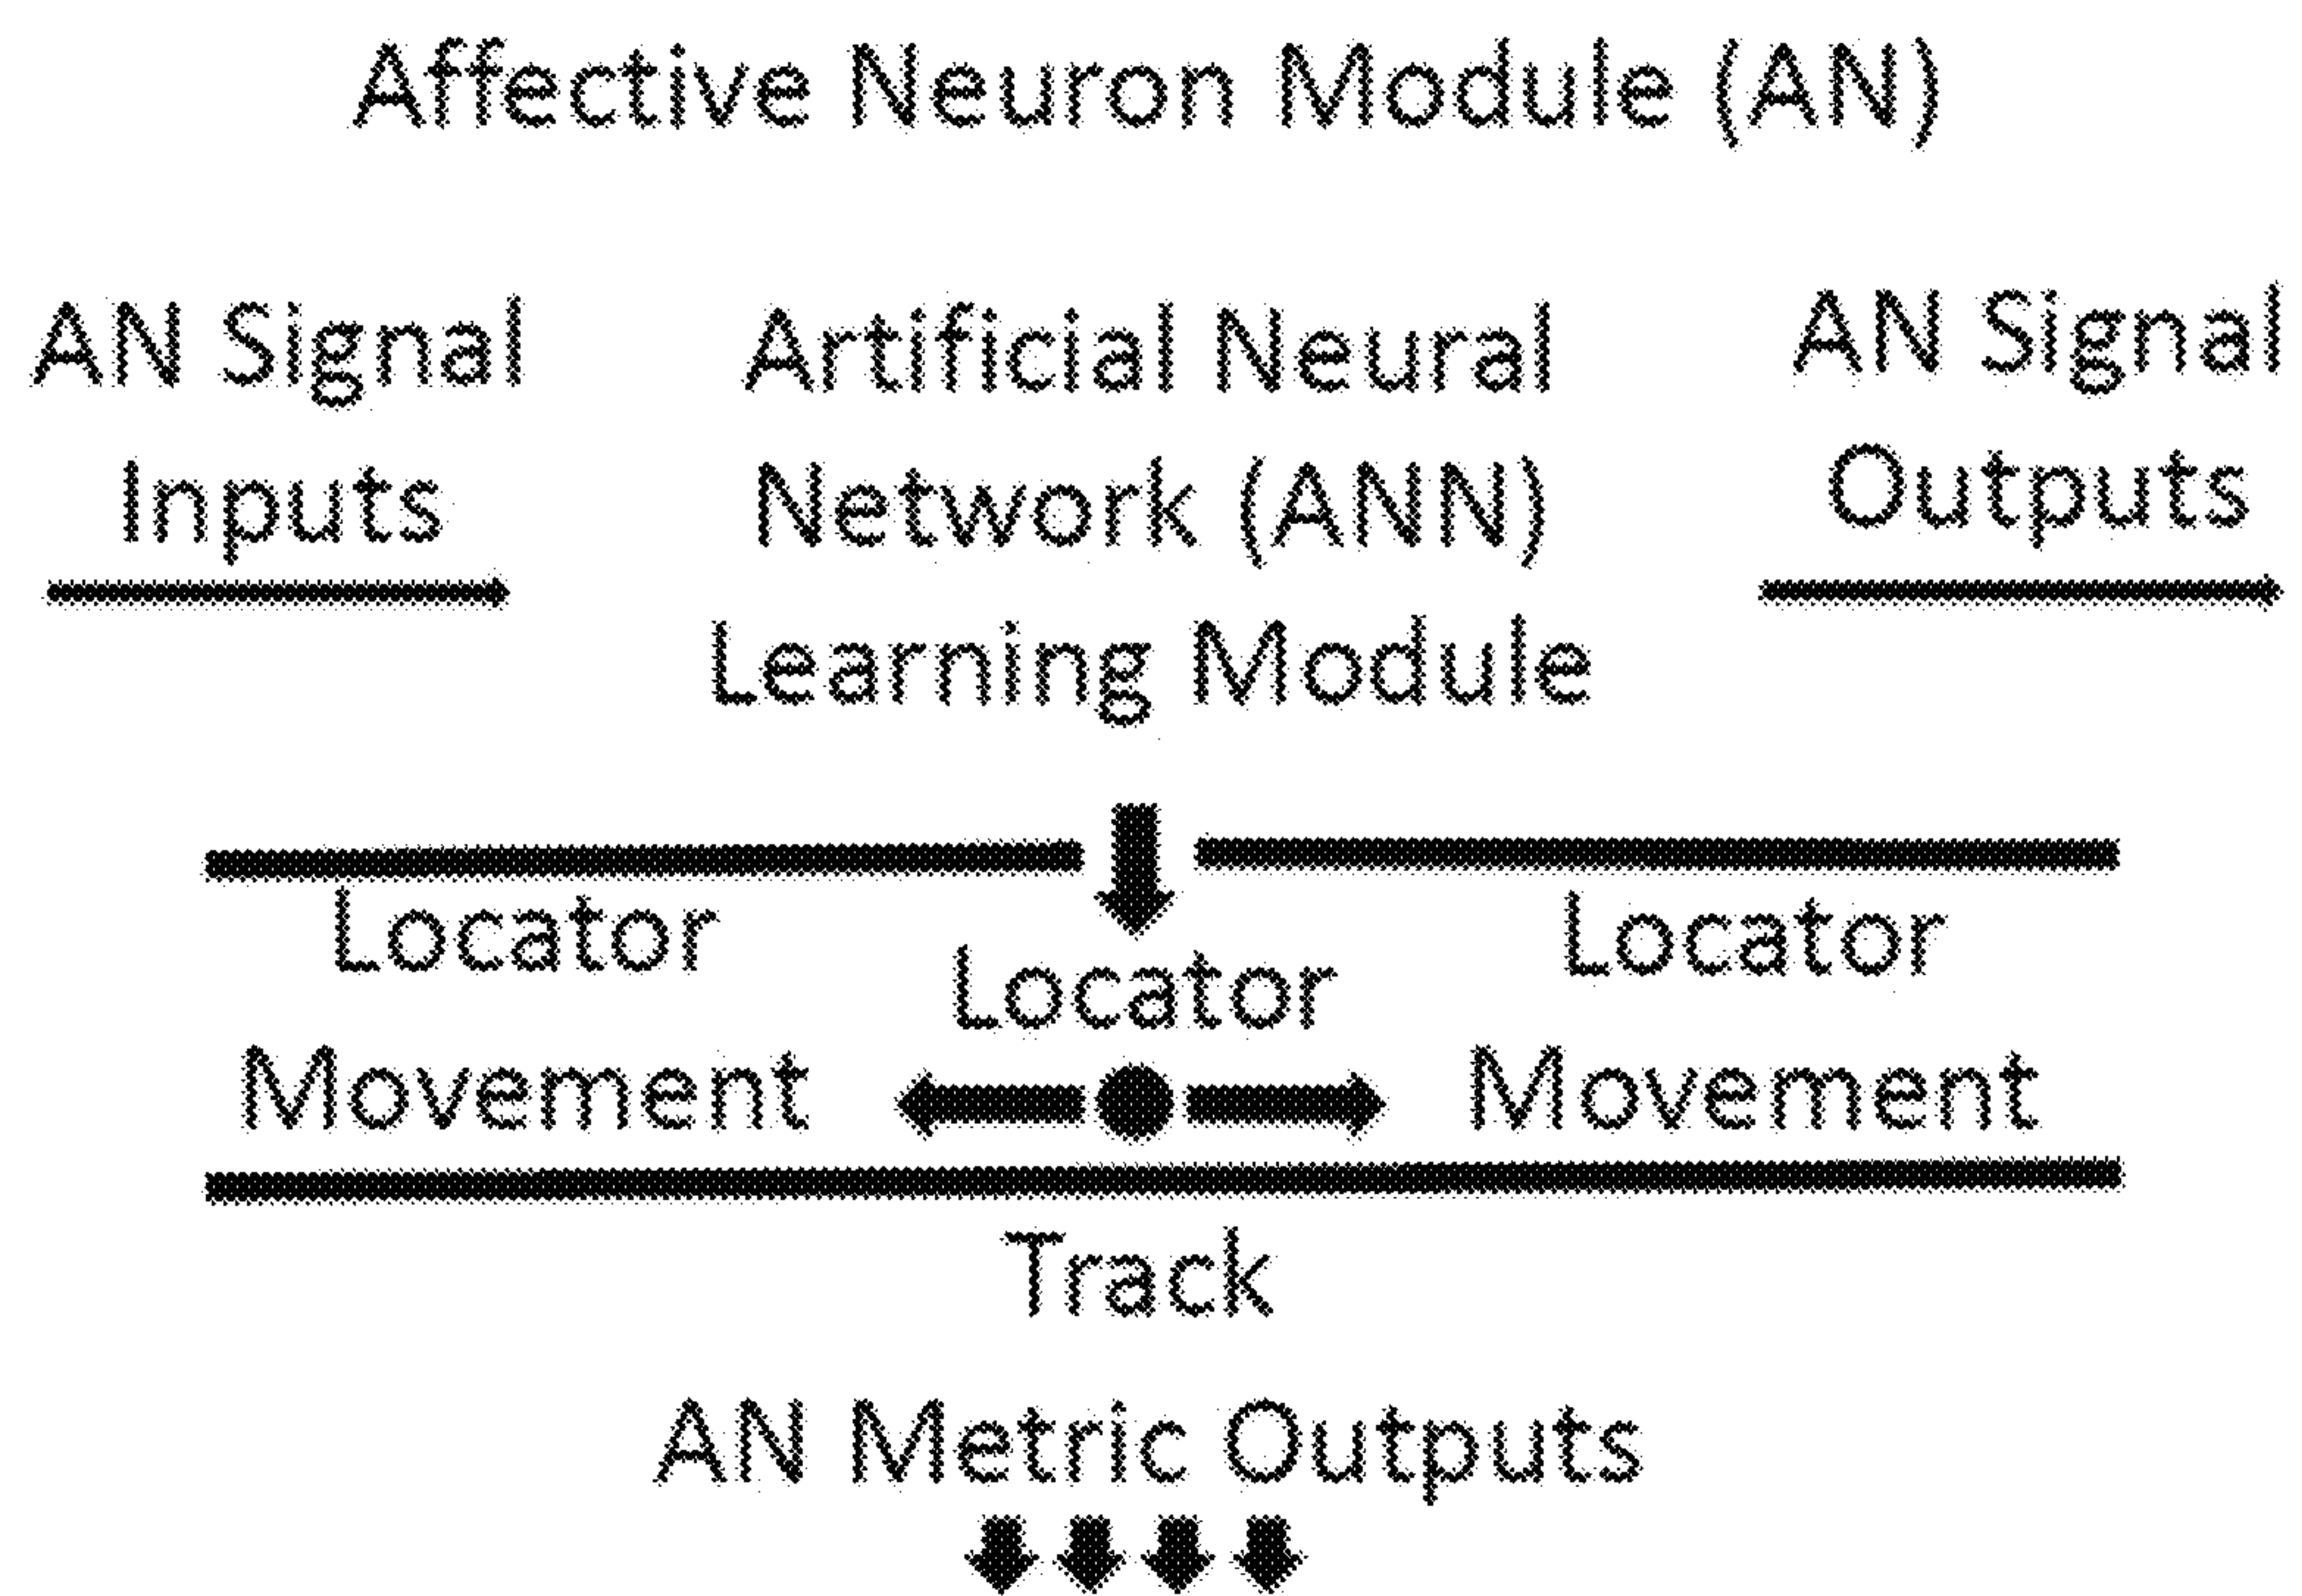 Affective Neuron Module (AN)
AN Signal
Inputs
Artificial Neural
Network (ANN)
Learning Module
AN Signal
Outputs
Locator
Movement
Locator
Locator
Movement
Track
AN Metric Outputs